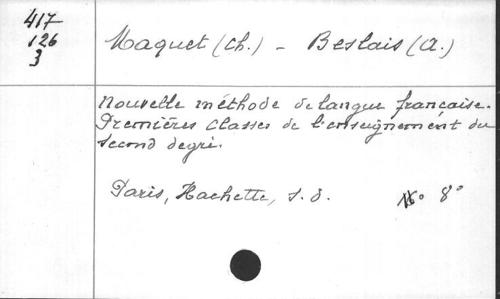 417
126
3
Maquet (Ch.) - Beslais (A.)
Nouvelle méthode de langue française.
Premières Classes de l'enseignement du
second degré.
Paris, Hachette, s. d. 8°